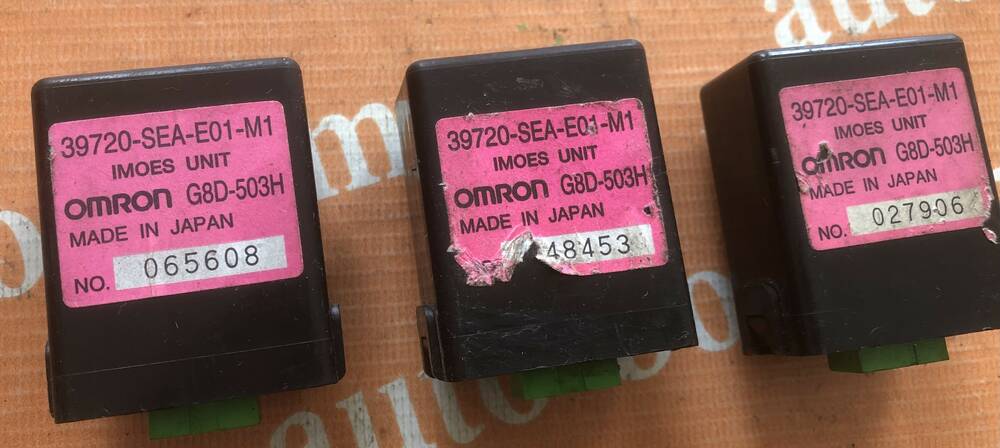 39720-SEA-E01-M1
IMOES UNIT
OMRON G8D-503H
MADE IN JAPAN
NO. 065608
39720-SEA-E01-M1
IMOES UNIT
OMRON G8D-503H
MADE IN JAPAN
48453
39720-SEA-E01-M1
IMOES UNIT
OMRON G8D-503H
MADE IN JAPAN
NO. 027906